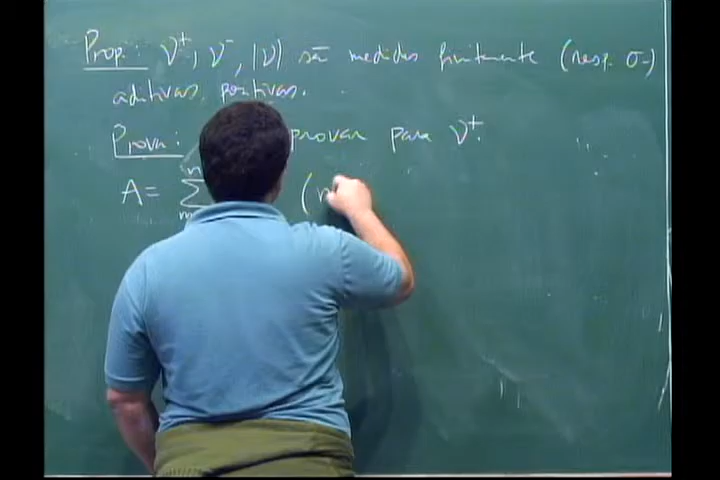 Prop: ν⁺, ν⁻, |ν| são medidas finitamente (resp. σ-)
aditivas positivas.
Prova: provar para ν⁺.
A = Σ (